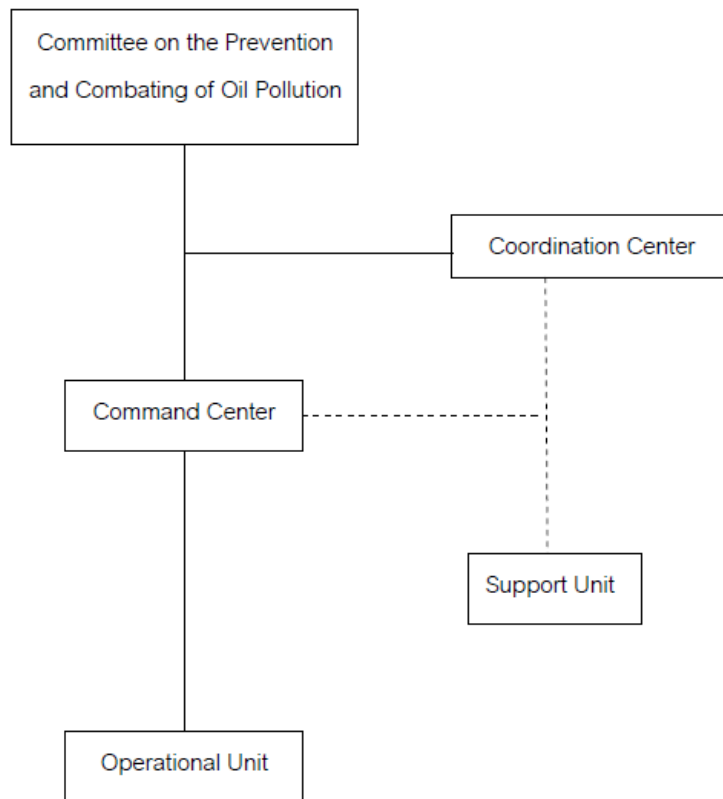 Committee on the Prevention
and Combating of Oil Pollution
Coordination Center
Command Center
Support Unit
Operational Unit